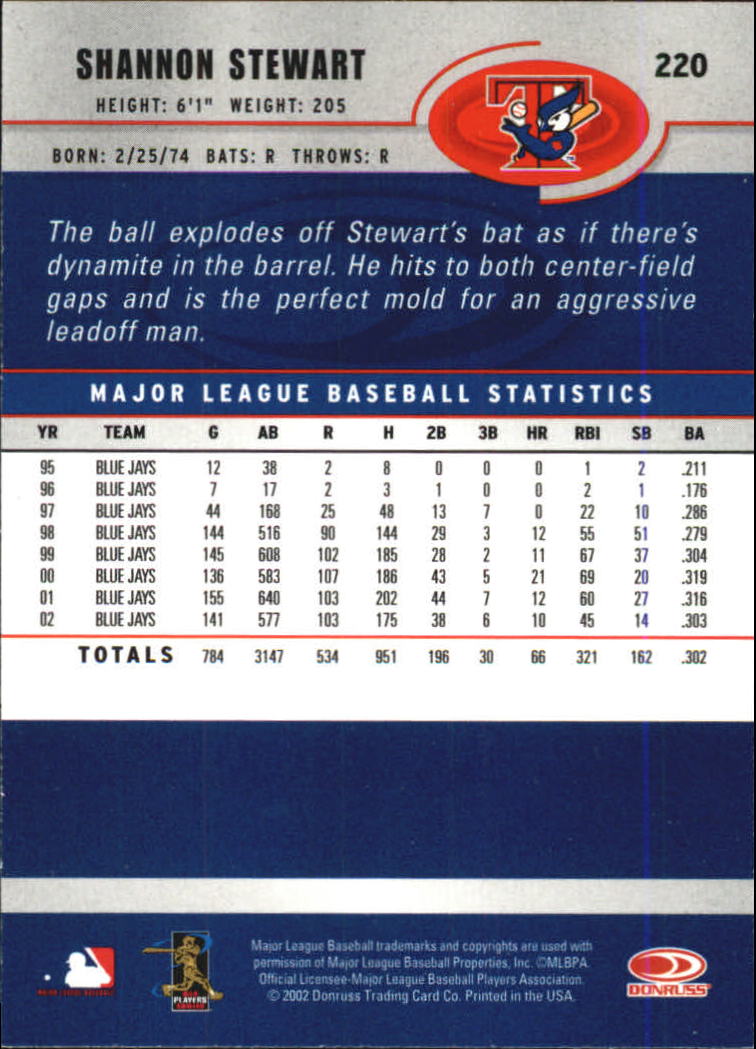 SHANNON STEWART
220
HEIGHT: 6'1" WEIGHT: 205
BORN: 2/25/74 BATS: R THROWS: R
The ball explodes off Stewart's bat as if there's
dynamite in the barrel. He hits to both center-field
gaps and is the perfect mold for an aggressive
leadoff man.
MAJOR LEAGUE BASEBALL STATISTICS
YR TEAM G AB R H 2B 3B HR RBI SB BA
95 BLUE JAYS 12 38 2 8 0 0 0 1 2 .211
96 BLUE JAYS 7 17 2 3 1 0 0 2 1 .176
97 BLUE JAYS 44 168 25 48 13 7 0 22 10 .286
98 BLUE JAYS 144 516 90 144 29 3 12 55 51 .279
99 BLUE JAYS 145 608 102 185 28 2 11 67 37 .304
00 BLUE JAYS 136 583 107 186 43 5 21 69 20 .319
01 BLUE JAYS 155 640 103 202 44 7 12 60 27 .316
02 BLUE JAYS 141 577 103 175 38 6 10 45 14 .303
TOTALS 784 3147 534 951 196 30 66 321 162 .302
Major League Baseball trademarks and copyrights are used with
permission of Major League Baseball Properties, Inc. ©MLBPA
Official Licensee-Major League Baseball Players Association.
© 2002 Donruss Trading Card Co. Printed in the USA.
MAJOR LEAGUE BASEBALL
PLAYERS
DONRUSS